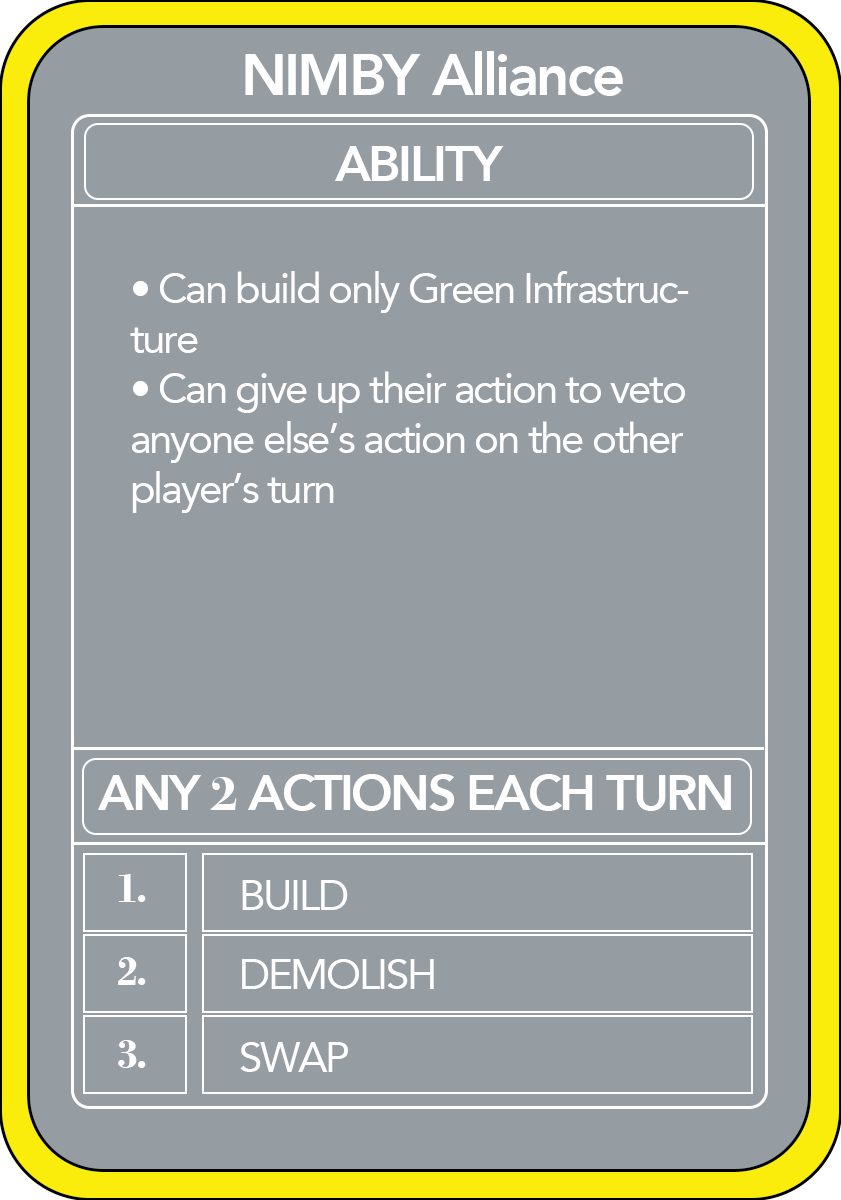 NIMBY Alliance
ABILITY
• Can build only Green Infrastruc-
ture
• Can give up their action to veto
anyone else’s action on the other
player’s turn
ANY 2 ACTIONS EACH TURN
1. BUILD
2. DEMOLISH
3. SWAP